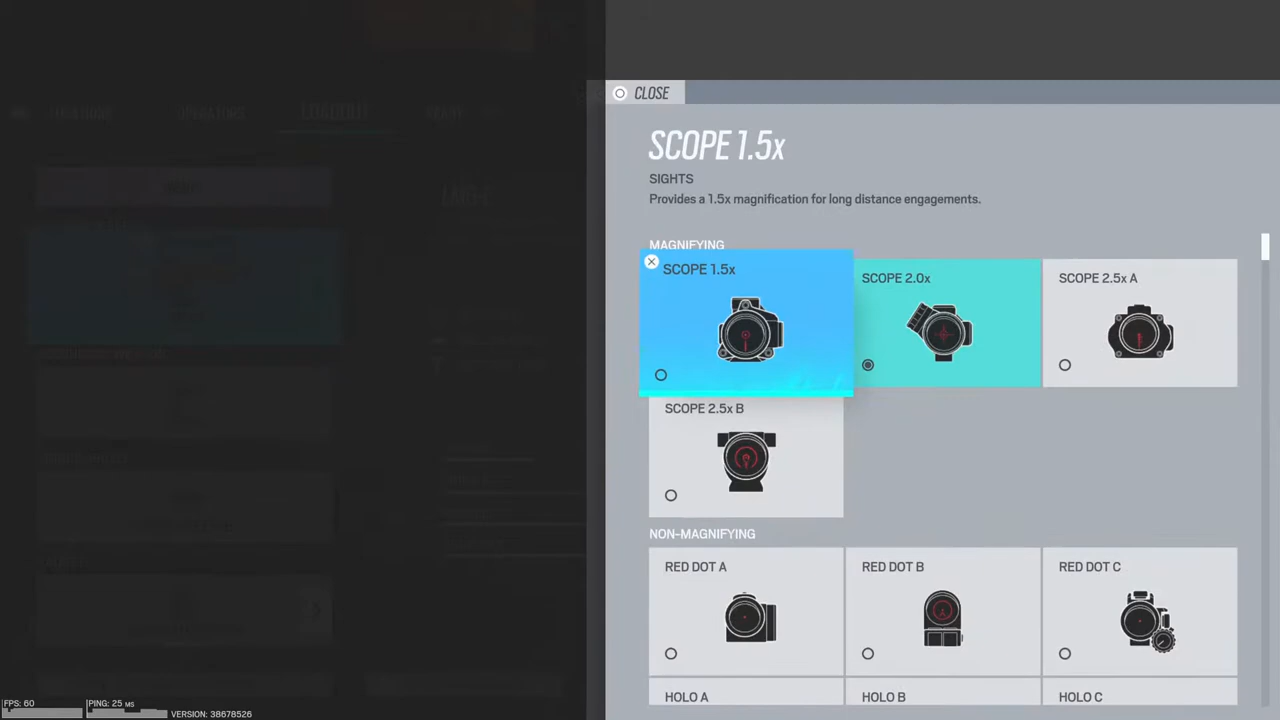 OPERATORS
LOADOUT
CLOSE
SCOPE 1.5x
SIGHTS
Provides a 1.5x magnification for long distance engagements.
MAGNIFYING
SCOPE 1.5x
SCOPE 2.0x
SCOPE 2.5x A
SCOPE 2.5x B
NON-MAGNIFYING
RED DOT A
RED DOT B
RED DOT C
HOLO A
HOLO B
HOLO C
FPS: 60
PING: 25 MS
VERSION: 38678526